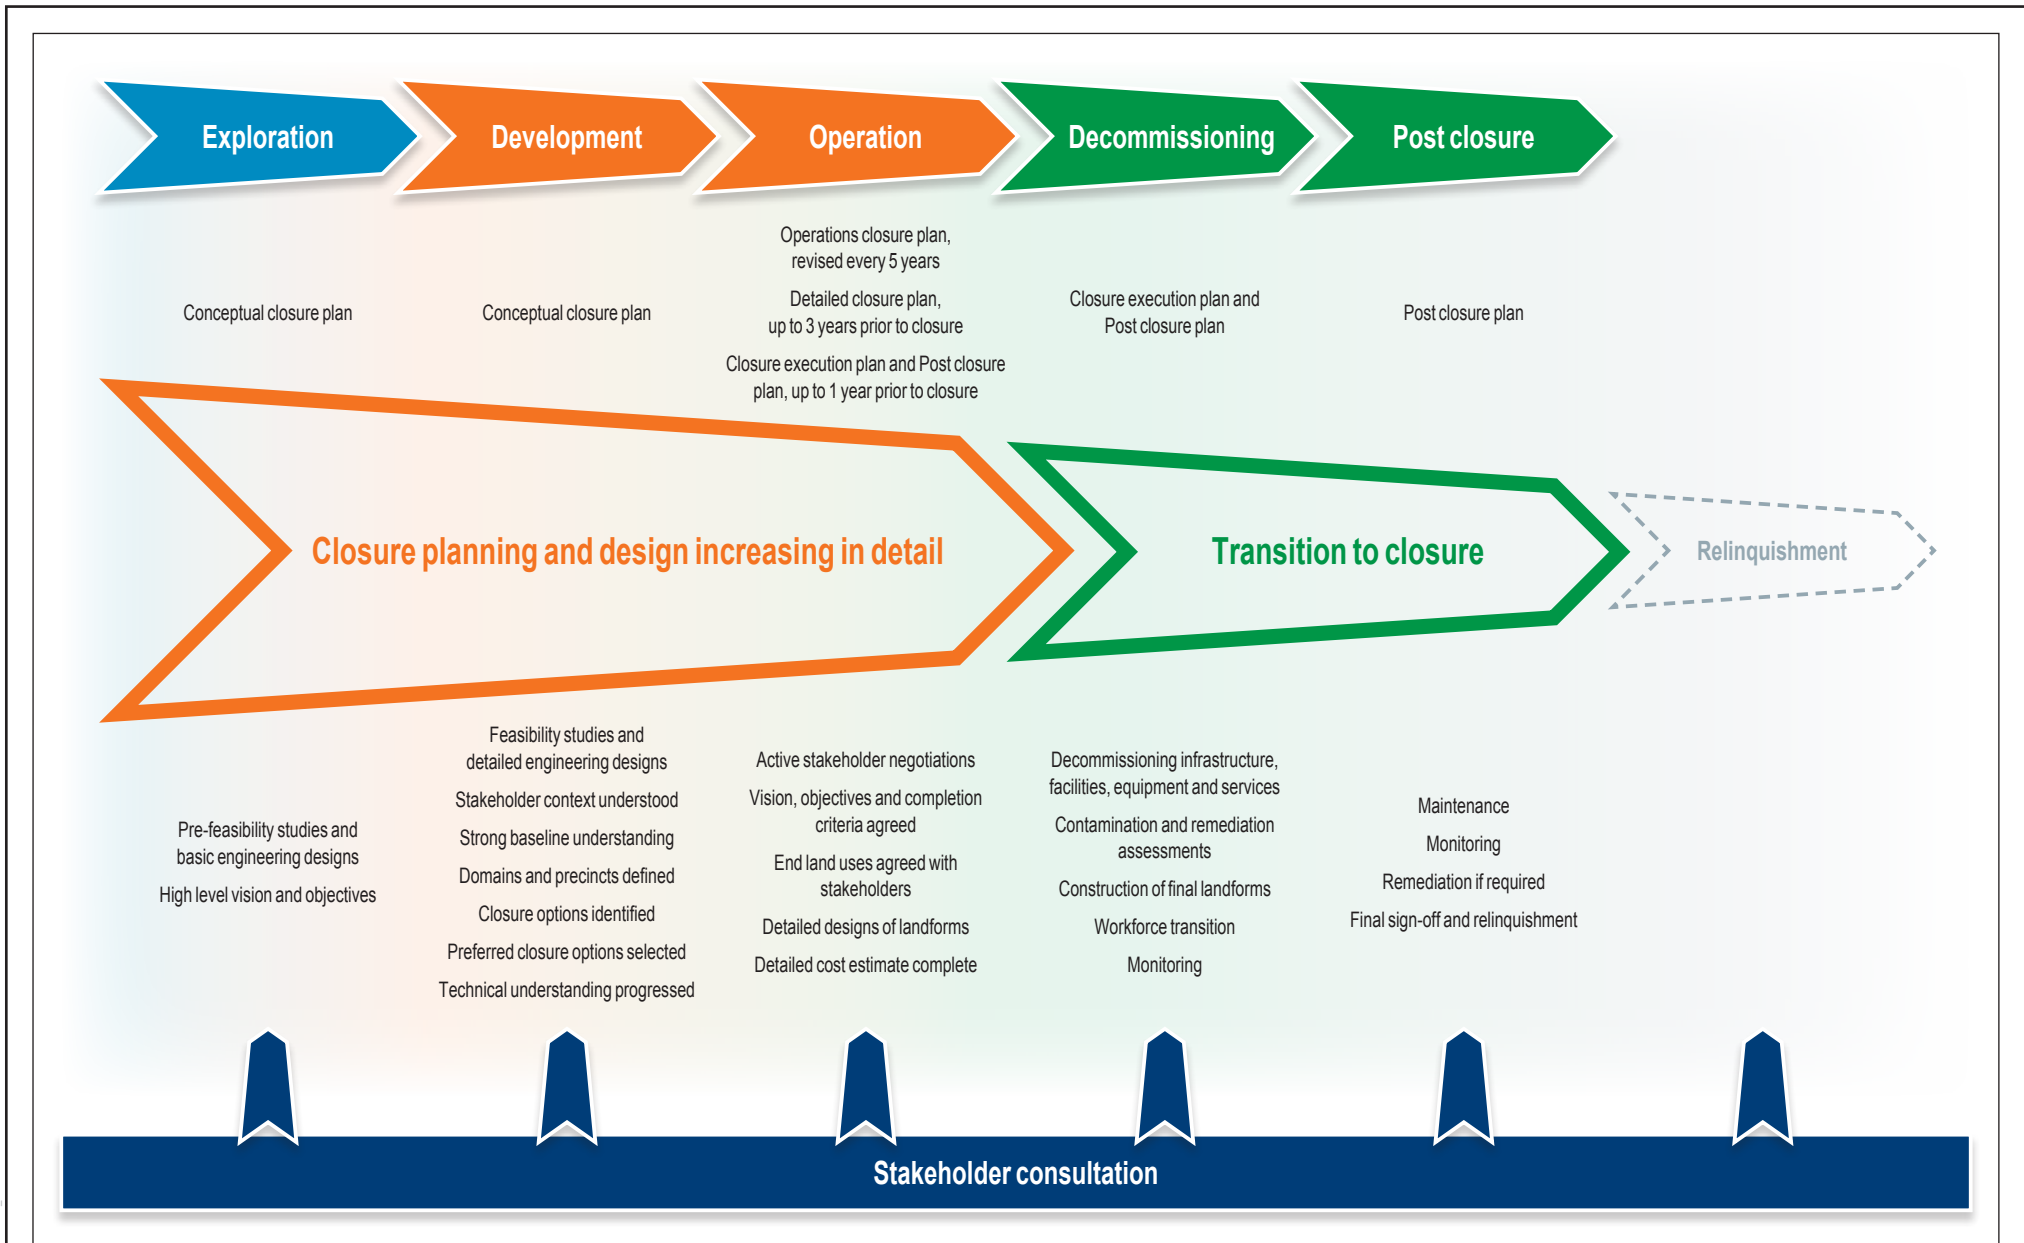 Exploration
Development
Operation
Decommissioning
Post closure
Conceptual closure plan
Conceptual closure plan
Operations closure plan,
revised every 5 years
Detailed closure plan,
up to 3 years prior to closure
Closure execution plan and Post closure
plan, up to 1 year prior to closure
Closure execution plan and
Post closure plan
Post closure plan
Closure planning and design increasing in detail
Transition to closure
Relinquishment
Pre-feasibility studies and
basic engineering designs
High level vision and objectives
Feasibility studies and
detailed engineering designs
Stakeholder context understood
Strong baseline understanding
Domains and precincts defined
Closure options identified
Preferred closure options selected
Technical understanding progressed
Active stakeholder negotiations
Vision, objectives and completion
criteria agreed
End land uses agreed with
stakeholders
Detailed designs of landforms
Detailed cost estimate complete
Decommissioning infrastructure,
facilities, equipment and services
Contamination and remediation
assessments
Construction of final landforms
Workforce transition
Monitoring
Maintenance
Monitoring
Remediation if required
Final sign-off and relinquishment
Stakeholder consultation